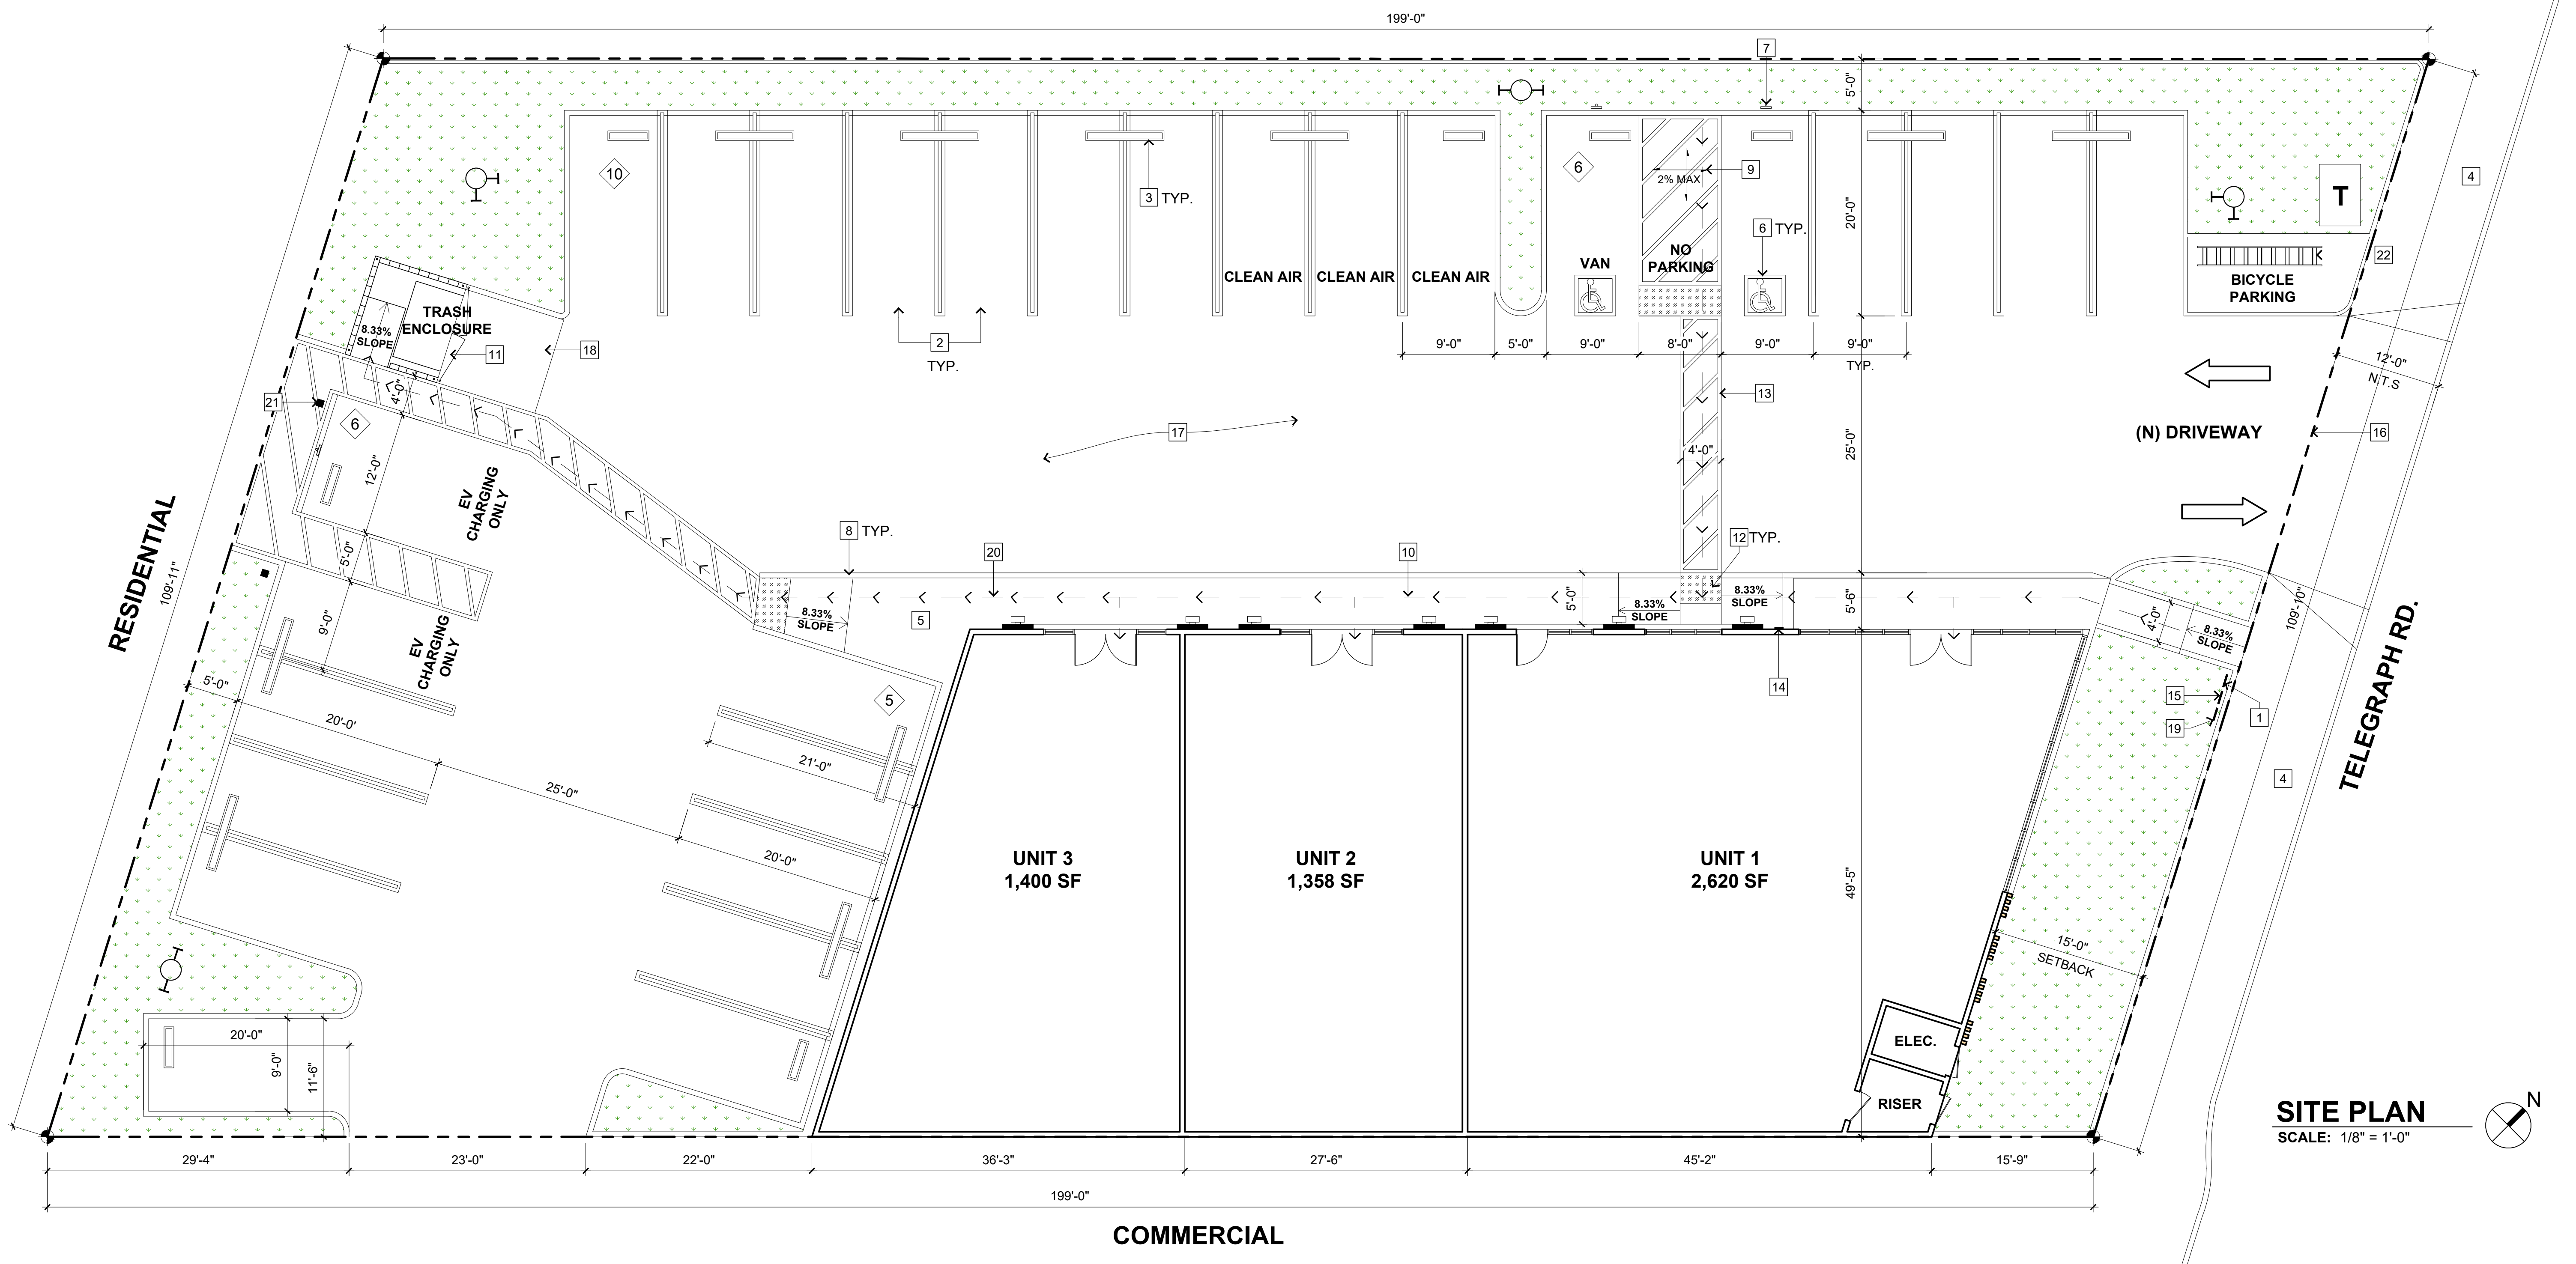 199'-0"
7
5'-0"
4
10
6
9
2% MAX
3 TYP.
T
20'-0"
6 TYP.
NO
PARKING
VAN
CLEAN AIR
CLEAN AIR
CLEAN AIR
22
BICYCLE
PARKING
TRASH
ENCLOSURE
8.33%
SLOPE
11
18
2
TYP.
9'-0"
5'-0"
9'-0"
8'-0"
9'-0"
9'-0"
TYP.
12'-0"
N.T.S
4'-0"
13
21
6
17
(N) DRIVEWAY
16
4'-0"
25'-0"
12'-0"
EV
CHARGING
ONLY
RESIDENTIAL
109'-11"
5'-0"
8 TYP.
20
10
12 TYP.
9'-0"
EV
CHARGING
ONLY
8.33%
SLOPE
5
5'-0"
8.33%
SLOPE
8.33%
SLOPE
5'-6"
4'-0"
8.33%
SLOPE
109'-10"
TELEGRAPH RD.
5'-0"
20'-0'
5
14
15
19
1
4
21'-0"
25'-0"
20'-0"
UNIT 3
1,400 SF
UNIT 2
1,358 SF
UNIT 1
2,620 SF
49'-5"
15'-0"
SETBACK
20'-0"
9'-0"
11'-6"
ELEC.
RISER
SITE PLAN
SCALE: 1/8" = 1'-0"
N
29'-4"
23'-0"
22'-0"
36'-3"
27'-6"
45'-2"
15'-9"
199'-0"
COMMERCIAL